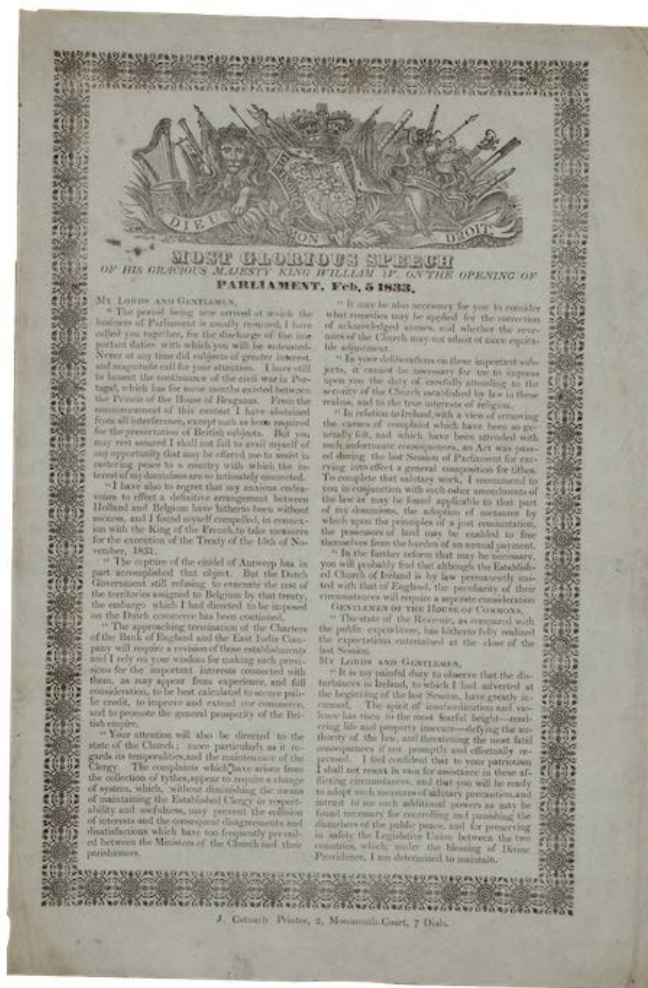 DIEU ET MON DROIT
MOST GLORIOUS SPEECH
OF HIS GRACIOUS MAJESTY KING WILLIAM IV. ON THE OPENING OF
PARLIAMENT, Feb, 5 1833,
MY LORDS AND GENTLEMEN,
"The period being now arrived at which the
business of Parliament is usually resumed, I have
called you together, for the discharge of the im-
portant duties with which you will be entrusted.
Never at any time did subjects of greater interest
and magnitude call for your attention. I have still
to lament the continuance of the civil war in Por-
tugal, which has for some months existed between
the Princis of the House of Braganza. From the
commencement of this contest I have abstained
from all interference, except such as been required
for the preservation of British subjects. But you
may rest assured I shall not fail to avail myself of
any opportunity that may be offered me to assist in
restoring peace to a country with which the in-
terest of my dominions are so intimately connected.
"I have also to regret that my anxious endea-
vours to effect a definitive arrangement between
Holland and Belgium have hitherto been without
success, and I found myself compelled, in connex-
ion with the King of the French, to take measures
for the execution of the Treaty of the 15th of No-
vember, 1831.
"The capture of the citadel of Antwerp has in
part accomplished that object. But the Dutch
Government still refusing to evacuate the rest of
the territories assigned to Belgium by that treaty,
the embargo which I had directed to be imposed
on the Dutch commerce has been continued.
"The approaching termination of the Charters
of the Bank of England and the East India Com-
pany will require a revision of those establishments
and I rely on your wisdom for making such provi-
sions for the important interests connected with
them, as may appear from experience, and full
consideration, to be best calculated to secure pub-
lic credit, to improve and extend our commerce,
and to promote the general prosperity of the Bri-
tish empire.
"Your attention will also be directed to the
state of the Church; more particularly as it re-
gards its temporalities, and the maintenance of the
Clergy. The complaints which have arisen from
the collection of tythes, appear to require a change
of system, which, without diminishing the means
of maintaining the Established Clergy in respect-
ability and usefulness, may prevent the collision
of interests and the consequent disagreements and
disatisfactions which have too frequently prevail-
ed between the Ministers of the Church and their
parishioners.
"It may be also necessary for you to consider
what remedies may be applied for the correction
of acknowledged abuses, and whether the reve-
nues of the Church may not admit of more equita-
ble adjustment.
"In your deliberations on these important sub-
jects, it cannot be necessary for me to impress
upon you the duty of carefully attending to the
security of the Church established by law in these
realms, and to the true interests of religion.
"In relation to Ireland, with a view of removing
the causes of complaint which have been so ge-
nerally felt, and which have been attended with
such unfortunate consequences, an Act was pass-
ed during the last Session of Parliament for car-
rying into effect a general composition for tithes.
To complete that salutary work, I recommend to
you in conjunction with such other amendments of
the law as may be found applicable to that part
of my dominions, the adoption of measures by
which upon the principles of a just commutation,
the possessors of land may be enabled to free
themselves from the burden of an annual payment.
"In the further reform that may be necessary,
you will probably find that although the Establish-
ed Church of Ireland is by law permanently uni-
ted with that of England, the peculiarity of their
circumstances will require a seperate consideration
GENTLEMEN OF THE HOUSE OF COMMONS,
"The state of the Revenue, as compared with
the public expenditure, has hitherto fully realized
the expectations entertained at the close of the
last Session.
MY LORDS AND GENTLEMEN,
"It is my painful duty to observe that the dis-
turbances in Ireland, to which I had adverted at
the beginning of the last Session, have greatly in-
creased. The spirit of insubordination and vio-
lence has risen to the most fearful height—rend-
ering life and property insecure—defying the au-
thority of the law, and threatening the most fatal
consequences if not promptly and effectually re-
pressed. I feel confident that to your patriotism
I shall not resort in vain for assistance in these af-
flicting circumstances, and that you will be ready
to adopt such measures of salutary precaution, and
intrust to me such additional powers as may be
found necessary for controlling and punishing the
disturbers of the public peace, and for preserving
in safety the Legislative Union between the two
countries, which, under the blessing of Divine
Providence, I am determined to maintain.
J. Catnach Printer, 2, Monmouth-Court, 7 Dials.